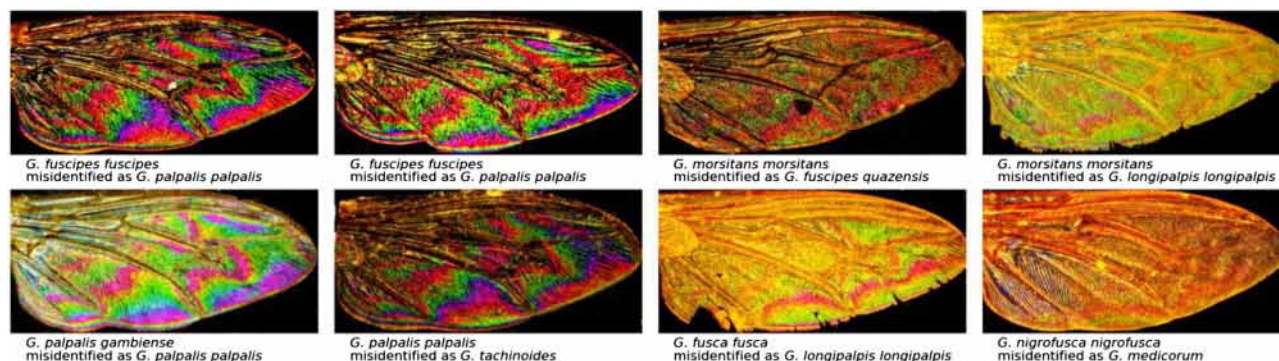 G. fuscipes fuscipes
misidentified as G. palpalis palpalis
G. fuscipes fuscipes
misidentified as G. palpalis palpalis
G. morsitans morsitans
misidentified as G. fuscipes quazensis
G. morsitans morsitans
misidentified as G. longipalpis longipalpis
G. palpalis gambiense
misidentified as G. palpalis palpalis
G. palpalis palpalis
misidentified as G. tachinoides
G. fusca fusca
misidentified as G. longipalpis longipalpis
G. nigrofusca nigrofusca
misidentified as G. medicorum